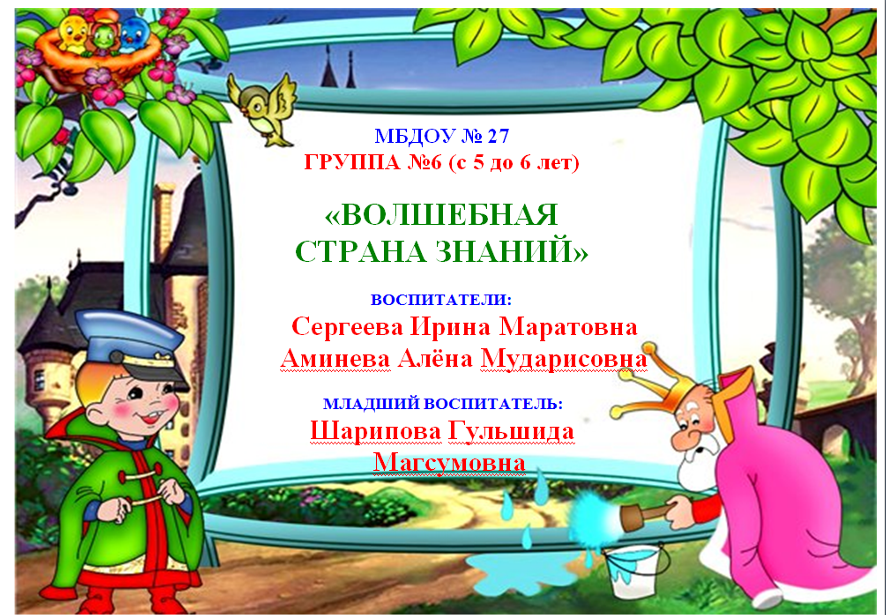 МБДОУ № 27
ГРУППА №6 (с 5 до 6 лет)
«ВОЛШЕБНАЯ
СТРАНА ЗНАНИЙ»
ВОСПИТАТЕЛИ:
Сергеева Ирина Маратовна
Аминева Алёна Мударисовна
МЛАДШИЙ ВОСПИТАТЕЛЬ:
Шарипова Гульшида
Магсумовна